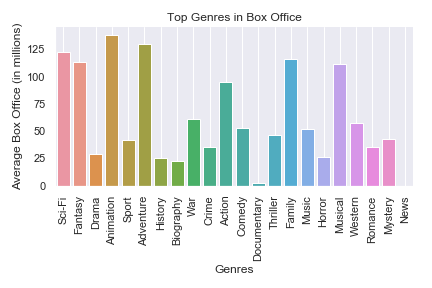 Top Genres in Box Office
Average Box Office (in millions)
125
100
75
50
25
0
Sci-Fi
Fantasy
Drama
Animation
Sport
Adventure
History
Biography
War
Crime
Action
Comedy
Documentary
Thriller
Family
Music
Horror
Musical
Western
Romance
Mystery
News
Genres